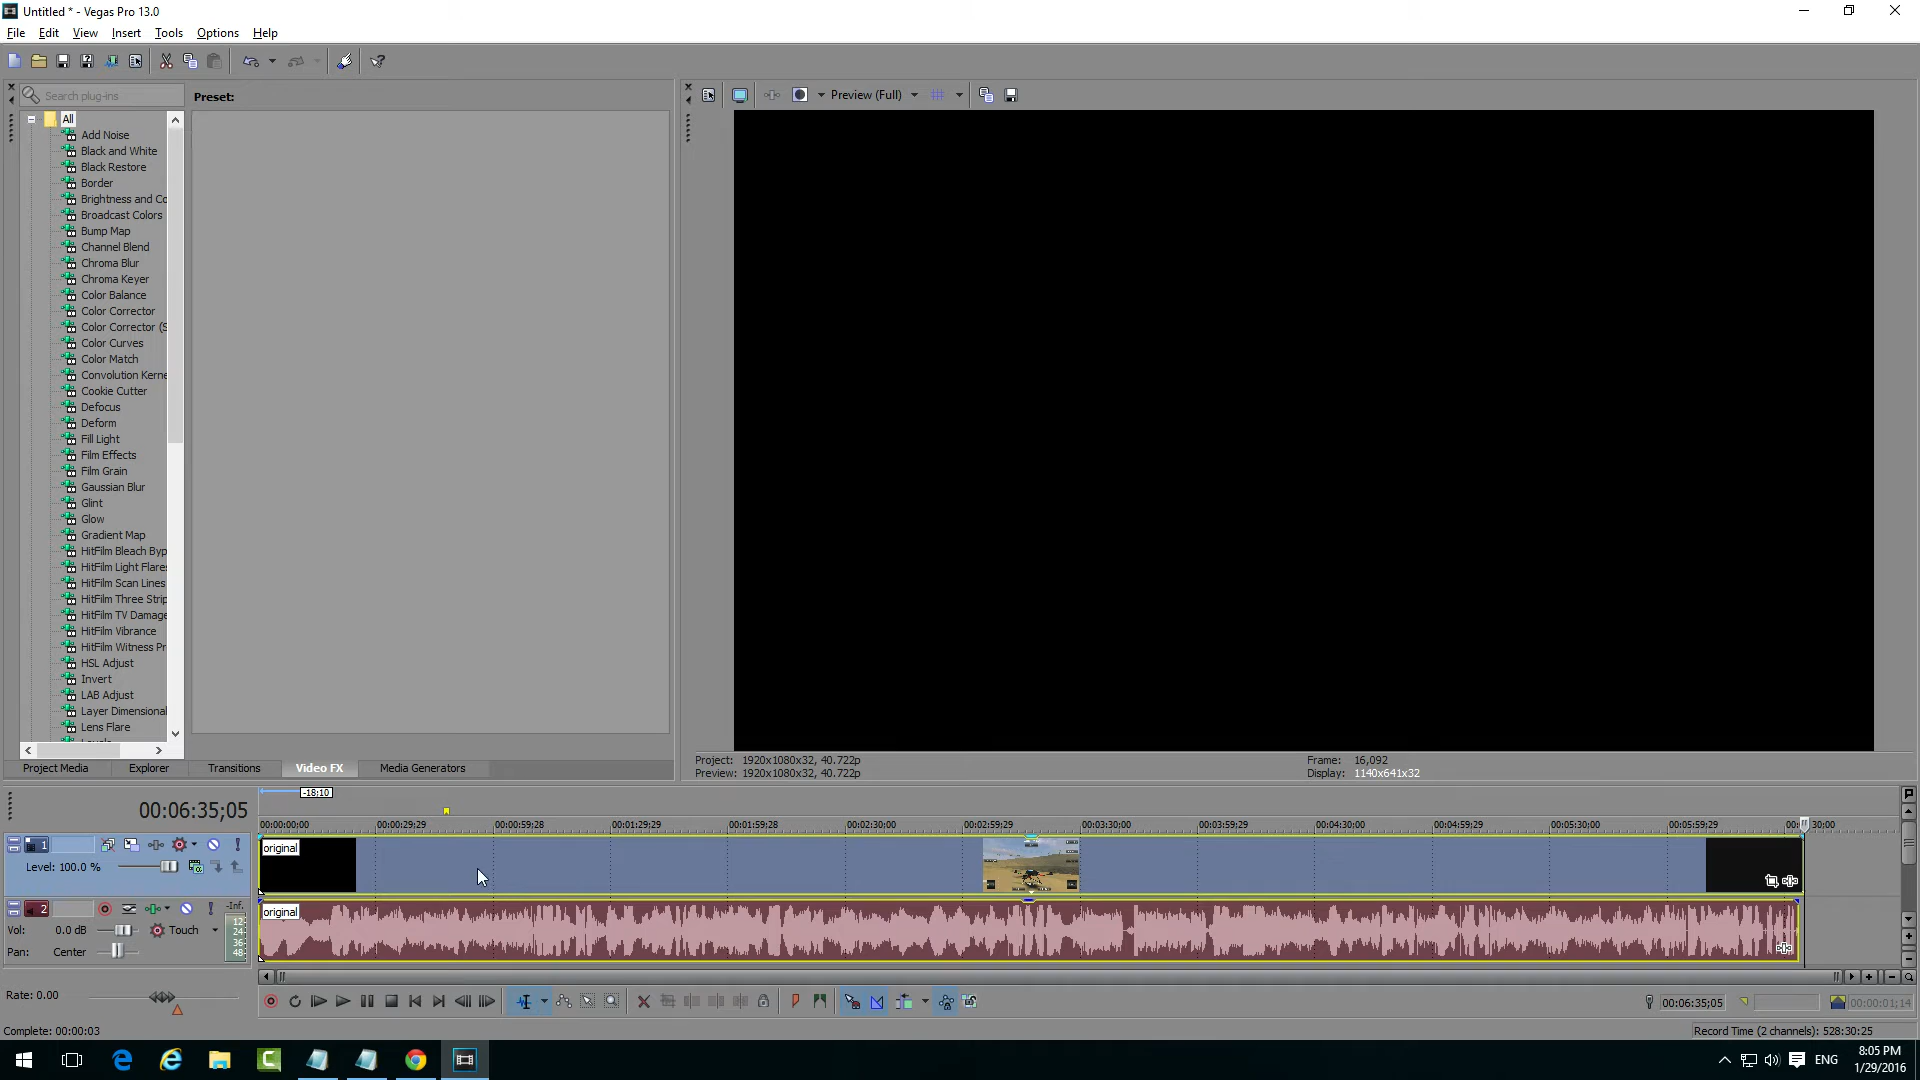 Untitled * - Vegas Pro 13.0
File Edit View Insert Tools Options Help
Search plug-ins
Preset:
Preview (Full)
All
Add Noise
Black and White
Black Restore
Border
Brightness and Co
Broadcast Colors
Bump Map
Channel Blend
Chroma Blur
Chroma Keyer
Color Balance
Color Corrector
Color Corrector (S
Color Curves
Color Match
Convolution Kerne
Cookie Cutter
Defocus
Deform
Fill Light
Film Effects
Film Grain
Gaussian Blur
Glint
Glow
Gradient Map
HitFilm Bleach Byp
HitFilm Light Flares
HitFilm Scan Lines
HitFilm Three Strip
HitFilm TV Damage
HitFilm Vibrance
HitFilm Witness Pr
HSL Adjust
Invert
LAB Adjust
Layer Dimensional
Lens Flare
Project Media Explorer Transitions Video FX Media Generators
Project: 1920x1080x32, 40.722p
Preview: 1920x1080x32, 40.722p
Frame: 16,092
Display: 1140x641x32
00:06:35;05
-18:10
00:00:00;00 00:00:29;29 00:00:59;28 00:01:29;29 00:01:59;28 00:02:30;00 00:02:59;29 00:03:30;00 00:03:59;29 00:04:30;00 00:04:59;29 00:05:30;00 00:05:59;29 00: 30;00
1
Level: 100.0 %
original
2
Vol: 0.0 dB Touch
Pan: Center
-Inf.
12
24
36
48
original
Rate: 0.00
00:06:35;05
00:00:01;14
Complete: 00:00:03
Record Time (2 channels): 528:30:25
ENG
8:05 PM
1/29/2016